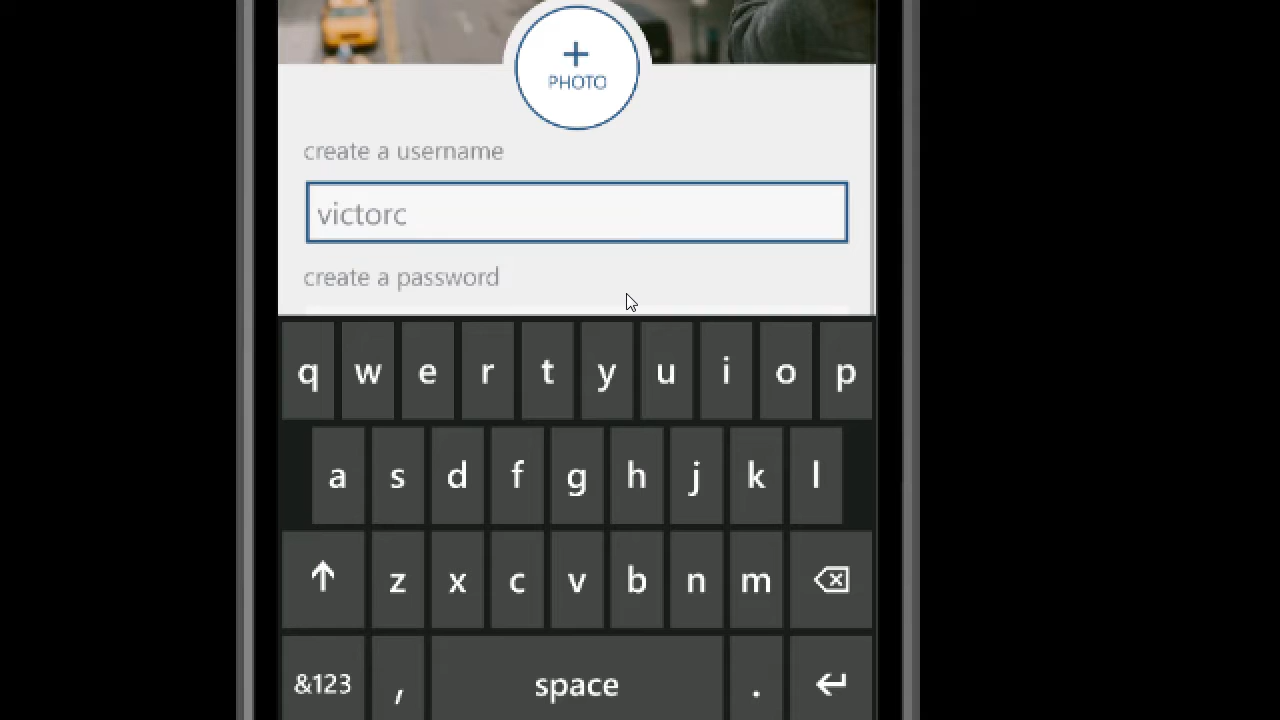 +
PHOTO
create a username
victorc
create a password
q w e r t y u i o p
a s d f g h j k l
z x c v b n m
&123 , space .